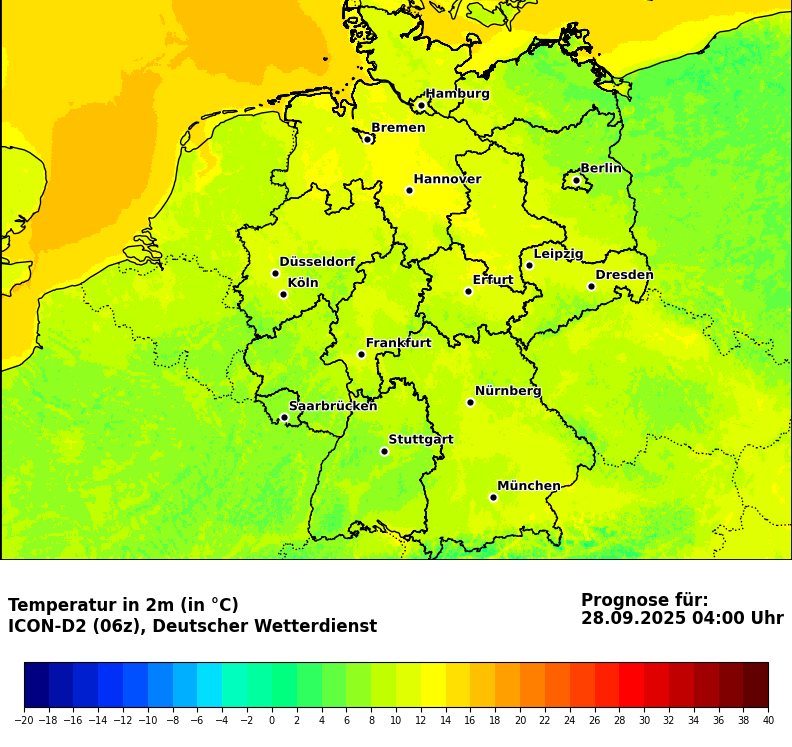 Hamburg
Bremen
Berlin
Hannover
Leipzig
Düsseldorf
Dresden
Köln
Erfurt
Frankfurt
Nürnberg
Saarbrücken
Stuttgart
München
Temperatur in 2m (in °C)
ICON-D2 (06z), Deutscher Wetterdienst
Prognose für:
28.09.2025 04:00 Uhr
−20 −18 −16 −14 −12 −10 −8 −6 −4 −2 0 2 4 6 8 10 12 14 16 18 20 22 24 26 28 30 32 34 36 38 40